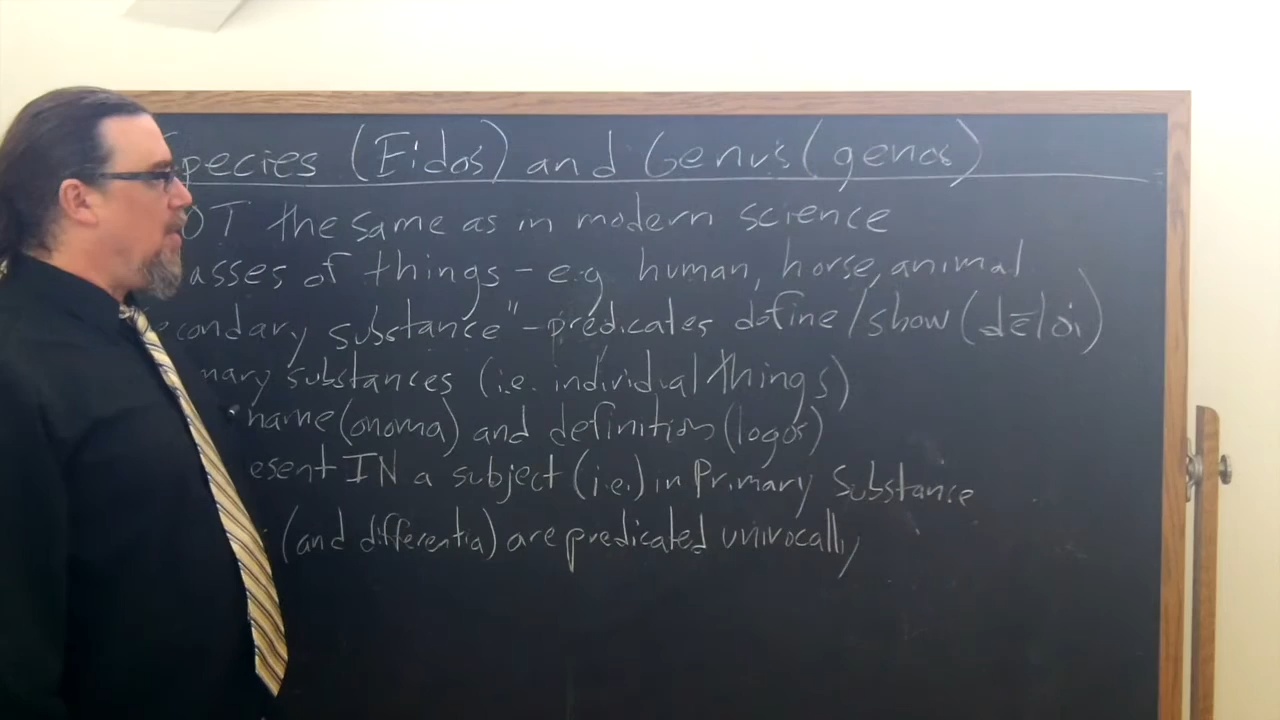 pecies (Eidos) and Genus (genos)
OT the same as in modern science
asses of things - e.g human, horse, animal
econdary substance" - predicates define/show (dēloi)
mary substances (i.e. individual things)
name (onoma) and definition (logos)
esent IN a subject (i.e.) in Primary Substance
(and differentia) are predicated univocally